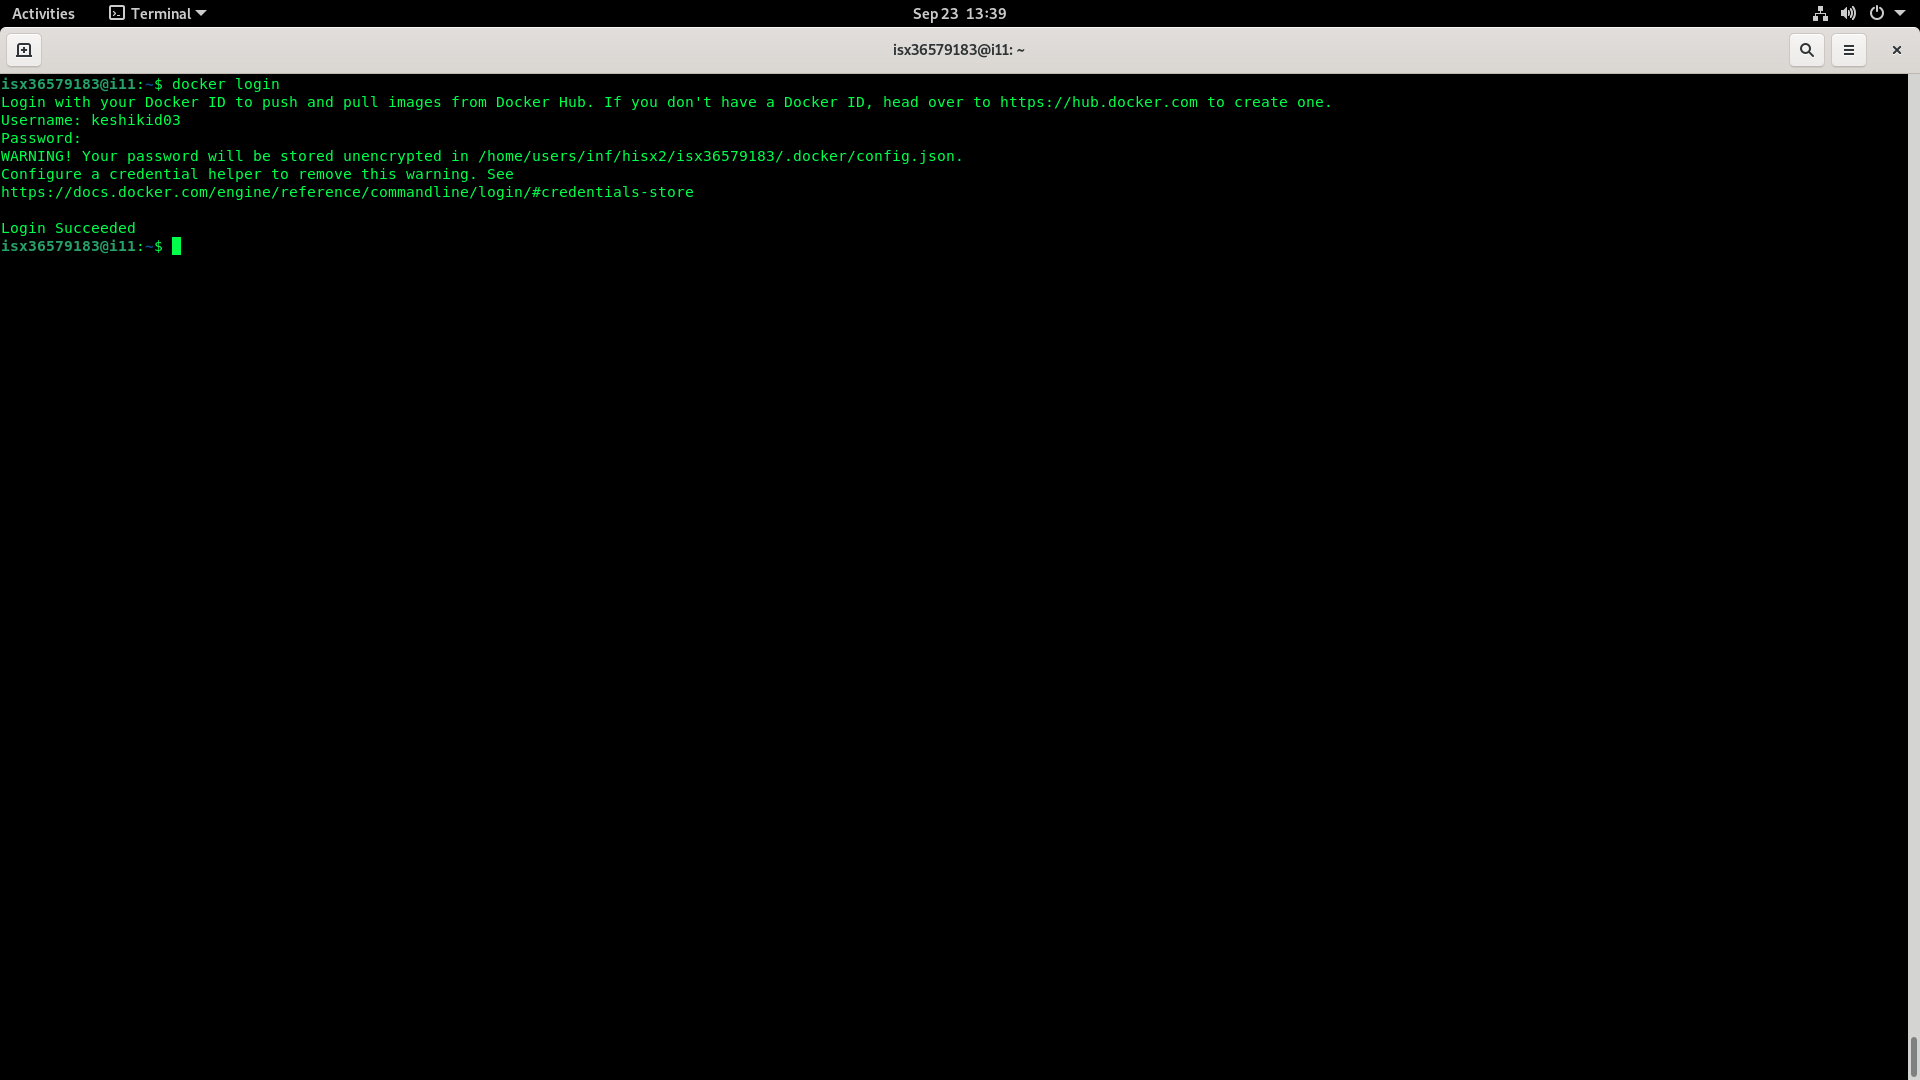 Activities Terminal Sep 23 13:39
isx36579183@i11: ~
isx36579183@i11:~$ docker login
Login with your Docker ID to push and pull images from Docker Hub. If you don't have a Docker ID, head over to https://hub.docker.com to create one.
Username: keshikid03
Password:
WARNING! Your password will be stored unencrypted in /home/users/inf/hisx2/isx36579183/.docker/config.json.
Configure a credential helper to remove this warning. See
https://docs.docker.com/engine/reference/commandline/login/#credentials-store
Login Succeeded
isx36579183@i11:~$